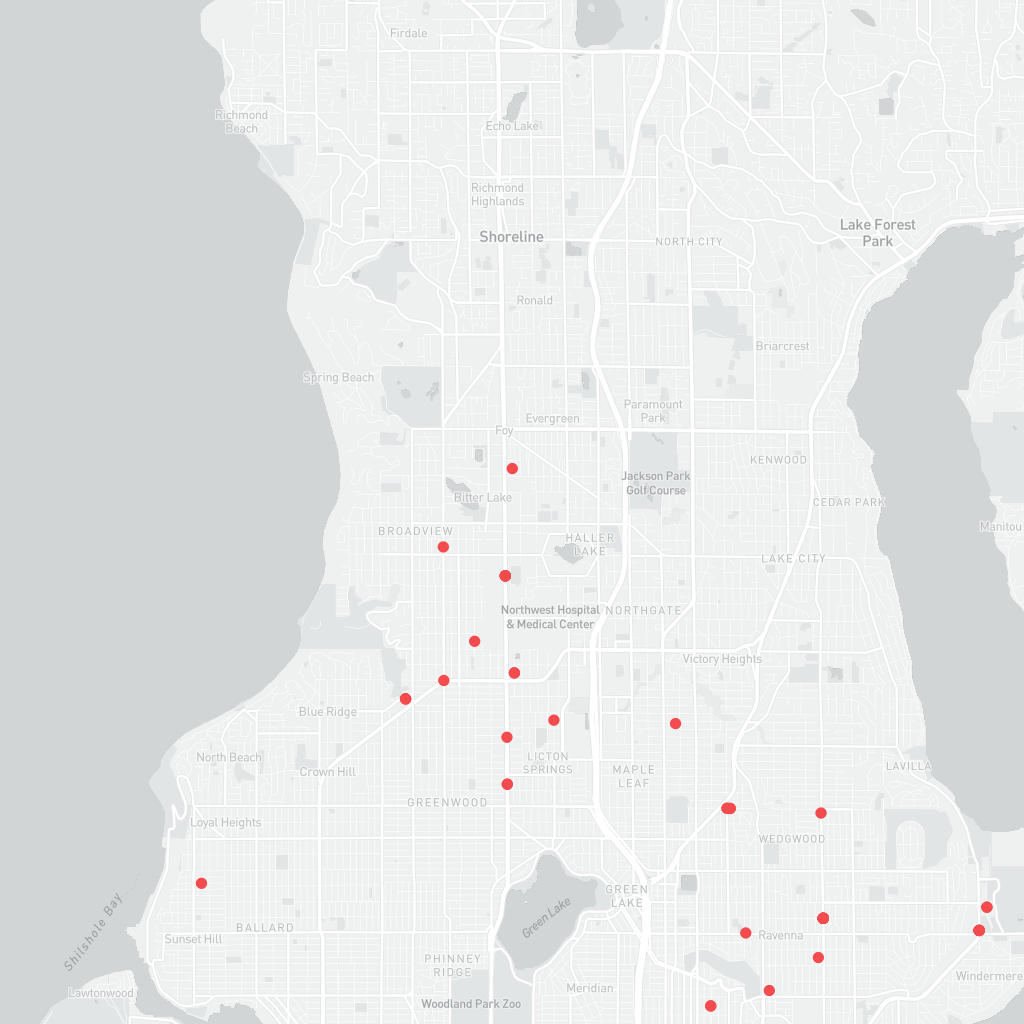 Firdale
Richmond
Beach
Echo Lake
Richmond
Highlands
Shoreline
NORTH CITY
Lake Forest
Park
Ronald
Briarcrest
Spring Beach
Paramount
Park
Evergreen
Foy
KENWOOD
Jackson Park
Golf Course
Bitter Lake
CEDAR PARK
Manitou
BROADVIEW
HALLER
LAKE
LAKE CITY
Northwest Hospital
& Medical Center
NORTHGATE
Victory Heights
Blue Ridge
North Beach
Crown Hill
LICTON
SPRINGS
MAPLE
LEAF
LAVILLA
GREENWOOD
Loyal Heights
WEDGWOOD
GREEN
LAKE
Green Lake
Shilshole Bay
BALLARD
Sunset Hill
Ravenna
PHINNEY
RIDGE
Windermere
Lawtonwood
Woodland Park Zoo
Meridian